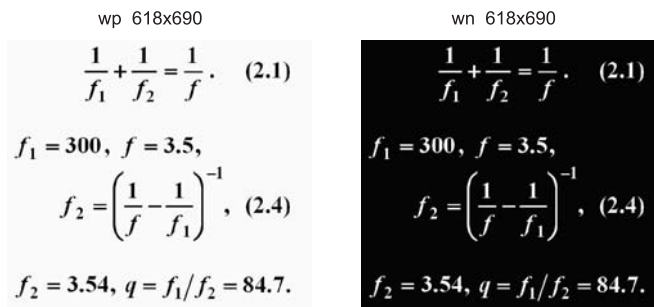 wp 618x690
1/f₁ + 1/f₂ = 1/f . (2.1)
f₁ = 300, f = 3.5,
f₂ = (1/f − 1/f₁)⁻¹, (2.4)
f₂ = 3.54, q = f₁/f₂ = 84.7.
wn 618x690
1/f₁ + 1/f₂ = 1/f . (2.1)
f₁ = 300, f = 3.5,
f₂ = (1/f − 1/f₁)⁻¹, (2.4)
f₂ = 3.54, q = f₁/f₂ = 84.7.